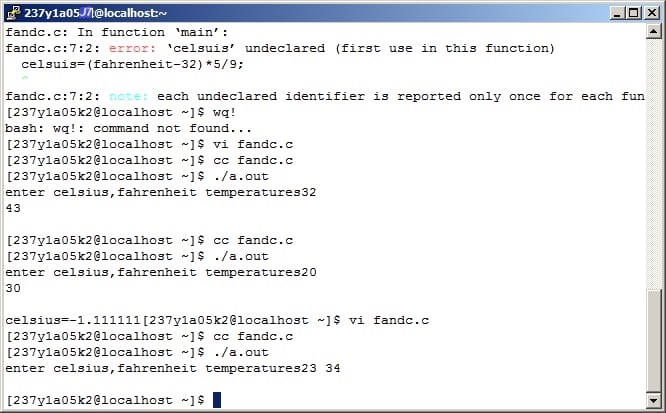 237y1a05J7@localhost:~
fandc.c: In function ‘main’:
fandc.c:7:2: error: ‘celsuis’ undeclared (first use in this function)
celsuis=(fahrenheit-32)*5/9;
^
fandc.c:7:2: note: each undeclared identifier is reported only once for each fun
[237y1a05k2@localhost ~]$ wq!
bash: wq!: command not found...
[237y1a05k2@localhost ~]$ vi fandc.c
[237y1a05k2@localhost ~]$ cc fandc.c
[237y1a05k2@localhost ~]$ ./a.out
enter celsius,fahrenheit temperatures32
43
[237y1a05k2@localhost ~]$ cc fandc.c
[237y1a05k2@localhost ~]$ ./a.out
enter celsius,fahrenheit temperatures20
30
celsius=-1.111111[237y1a05k2@localhost ~]$ vi fandc.c
[237y1a05k2@localhost ~]$ cc fandc.c
[237y1a05k2@localhost ~]$ ./a.out
enter celsius,fahrenheit temperatures23 34
[237y1a05k2@localhost ~]$